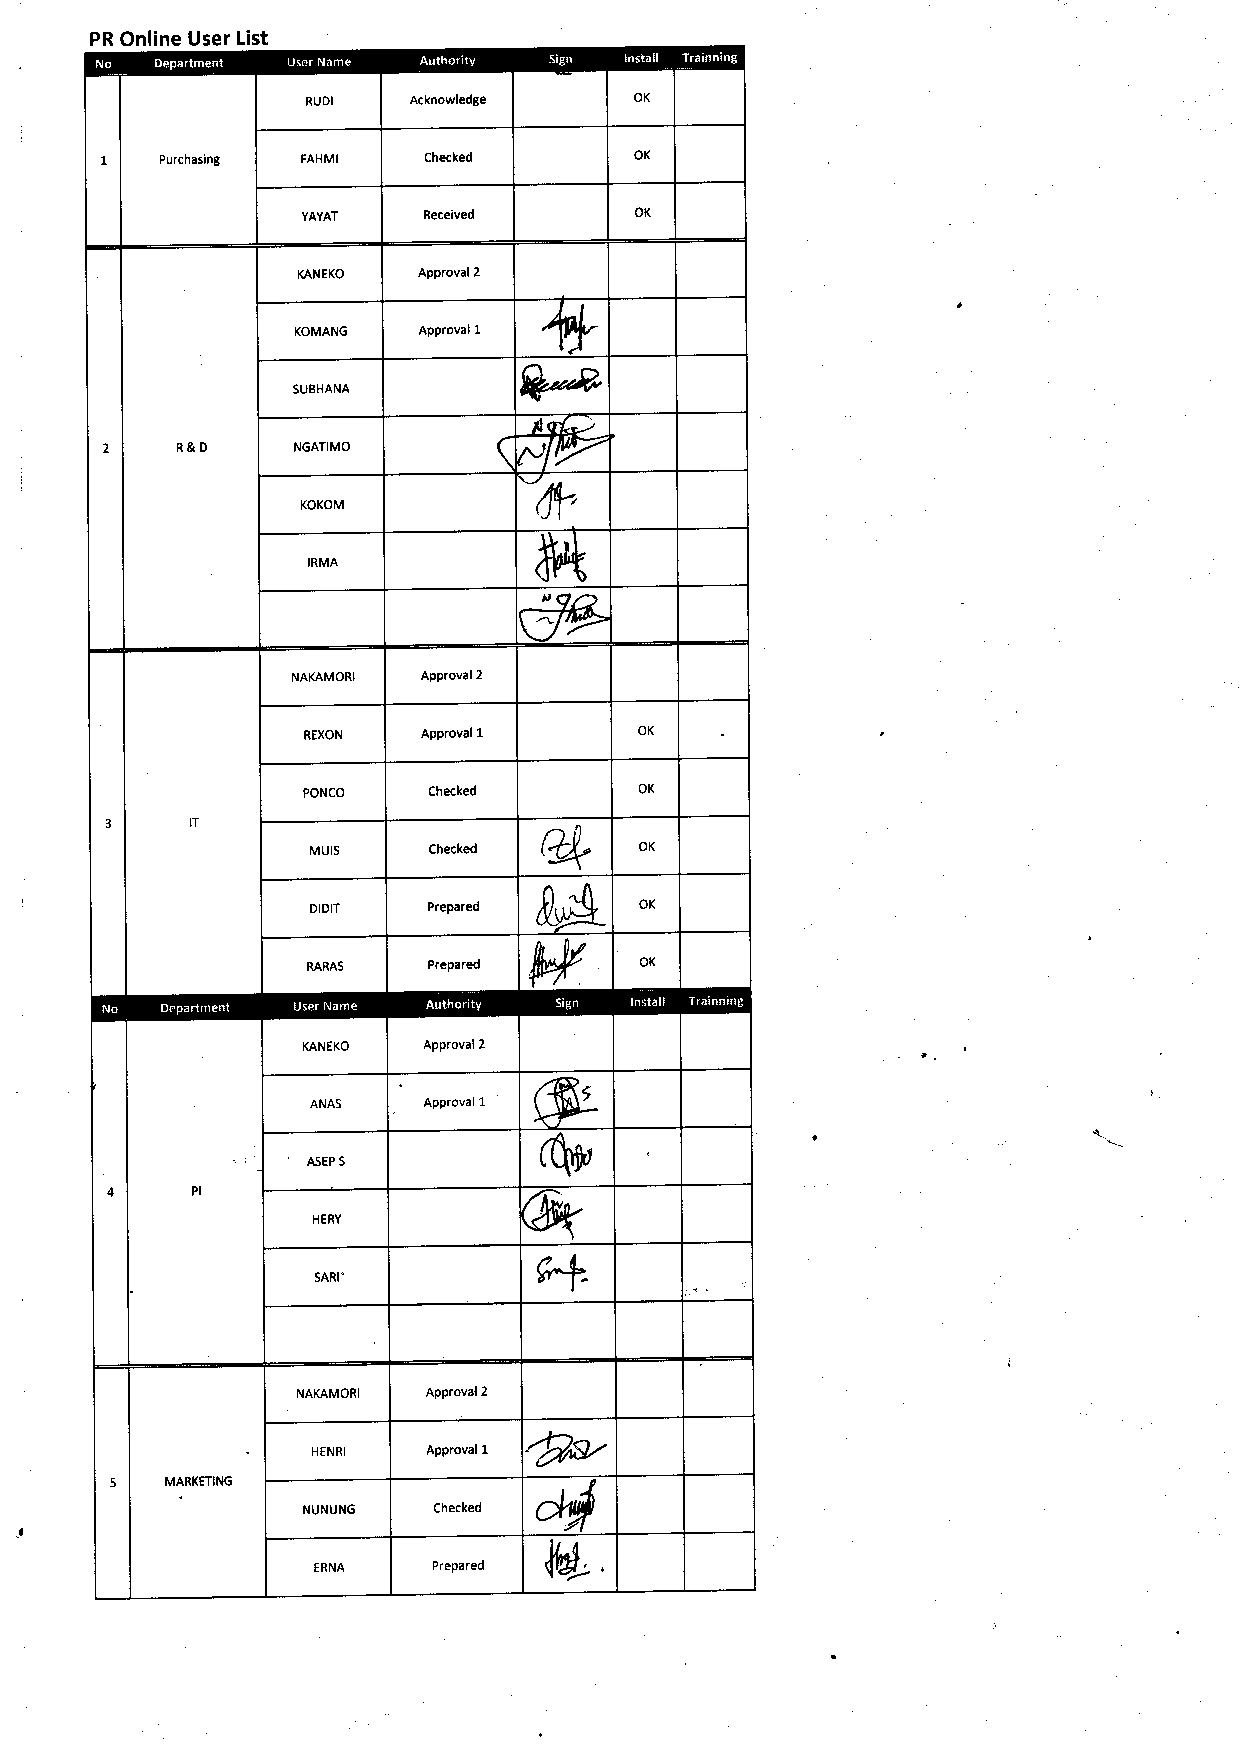 PR Online User List
No Department User Name Authority Sign Install Trainning
RUDI Acknowledge OK
1 Purchasing FAHMI Checked OK
YAYAT Received OK
KANEKO Approval 2
KOMANG Approval 1
SUBHANA
2 R & D NGATIMO
KOKOM
IRMA
NAKAMORI Approval 2
REXON Approval 1 OK
PONCO Checked OK
3 IT
MUIS Checked OK
DIDIT Prepared OK
RARAS Prepared OK
No Department User Name Authority Sign Install Trainning
KANEKO Approval 2
ANAS Approval 1
ASEP S
4 PI
HERY
SARI
NAKAMORI Approval 2
HENRI Approval 1
5 MARKETING
NUNUNG Checked
ERNA Prepared